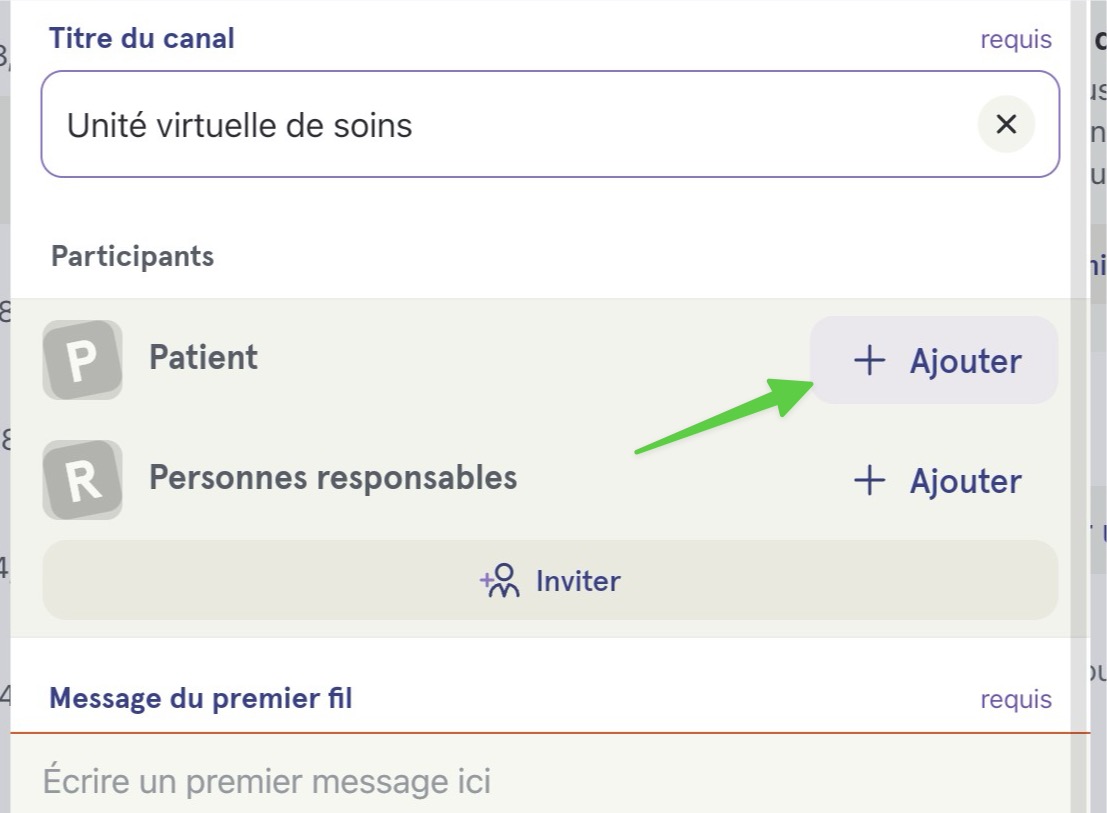 Titre du canal requis
Unité virtuelle de soins
Participants
P Patient + Ajouter
R Personnes responsables + Ajouter
Inviter
Message du premier fil requis
Écrire un premier message ici